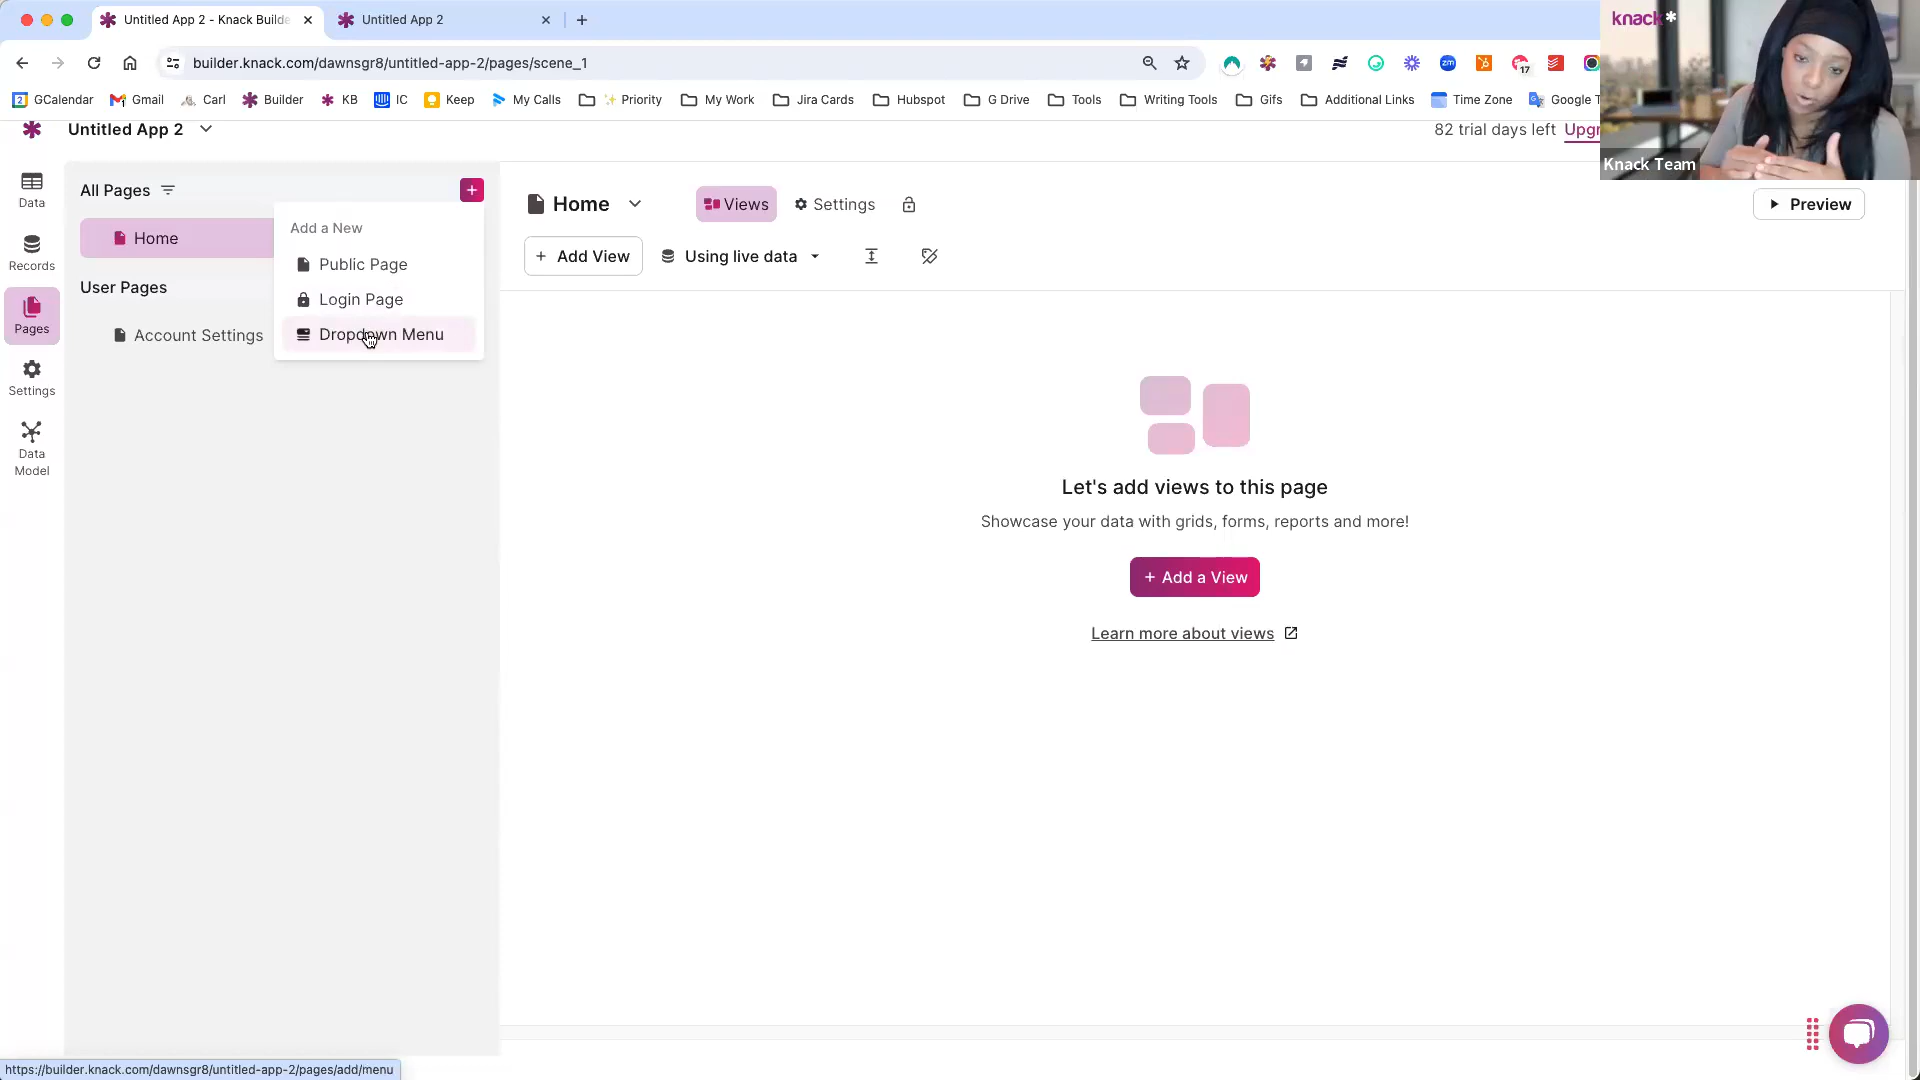 Untitled App 2 - Knack Builde
Untitled App 2
knack*
builder.knack.com/dawnsgr8/untitled-app-2/pages/scene_1
17
GCalendar
Gmail
Carl
Builder
KB
IC
Keep
My Calls
Priority
My Work
Jira Cards
Hubspot
G Drive
Tools
Writing Tools
Gifs
Additional Links
Time Zone
Google T
Untitled App 2
82 trial days left
Upgr
Knack Team
Data
Records
Pages
Settings
Data
Model
All Pages
Home
User Pages
Account Settings
Add a New
Public Page
Login Page
Dropdown Menu
Home
Views
Settings
Preview
Add View
Using live data
Let's add views to this page
Showcase your data with grids, forms, reports and more!
+ Add a View
Learn more about views
https://builder.knack.com/dawnsgr8/untitled-app-2/pages/add/menu